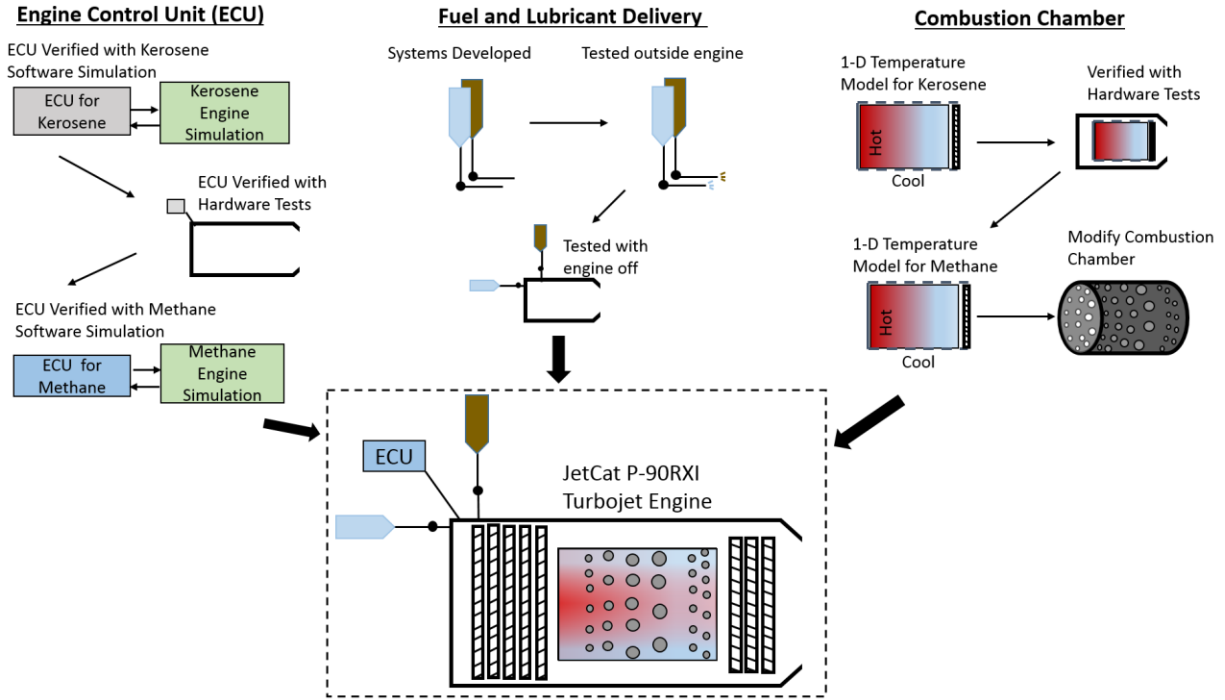 Engine Control Unit (ECU)
ECU Verified with Kerosene
Software Simulation
ECU for
Kerosene
Kerosene
Engine
Simulation
ECU Verified with
Hardware Tests
ECU Verified with Methane
Software Simulation
ECU for
Methane
Methane
Engine
Simulation
Fuel and Lubricant Delivery
Systems Developed
Tested outside engine
Tested with
engine off
Combustion Chamber
1-D Temperature
Model for Kerosene
Hot
Cool
Verified with
Hardware Tests
1-D Temperature
Model for Methane
Hot
Cool
Modify Combustion
Chamber
ECU
JetCat P-90RXI
Turbojet Engine